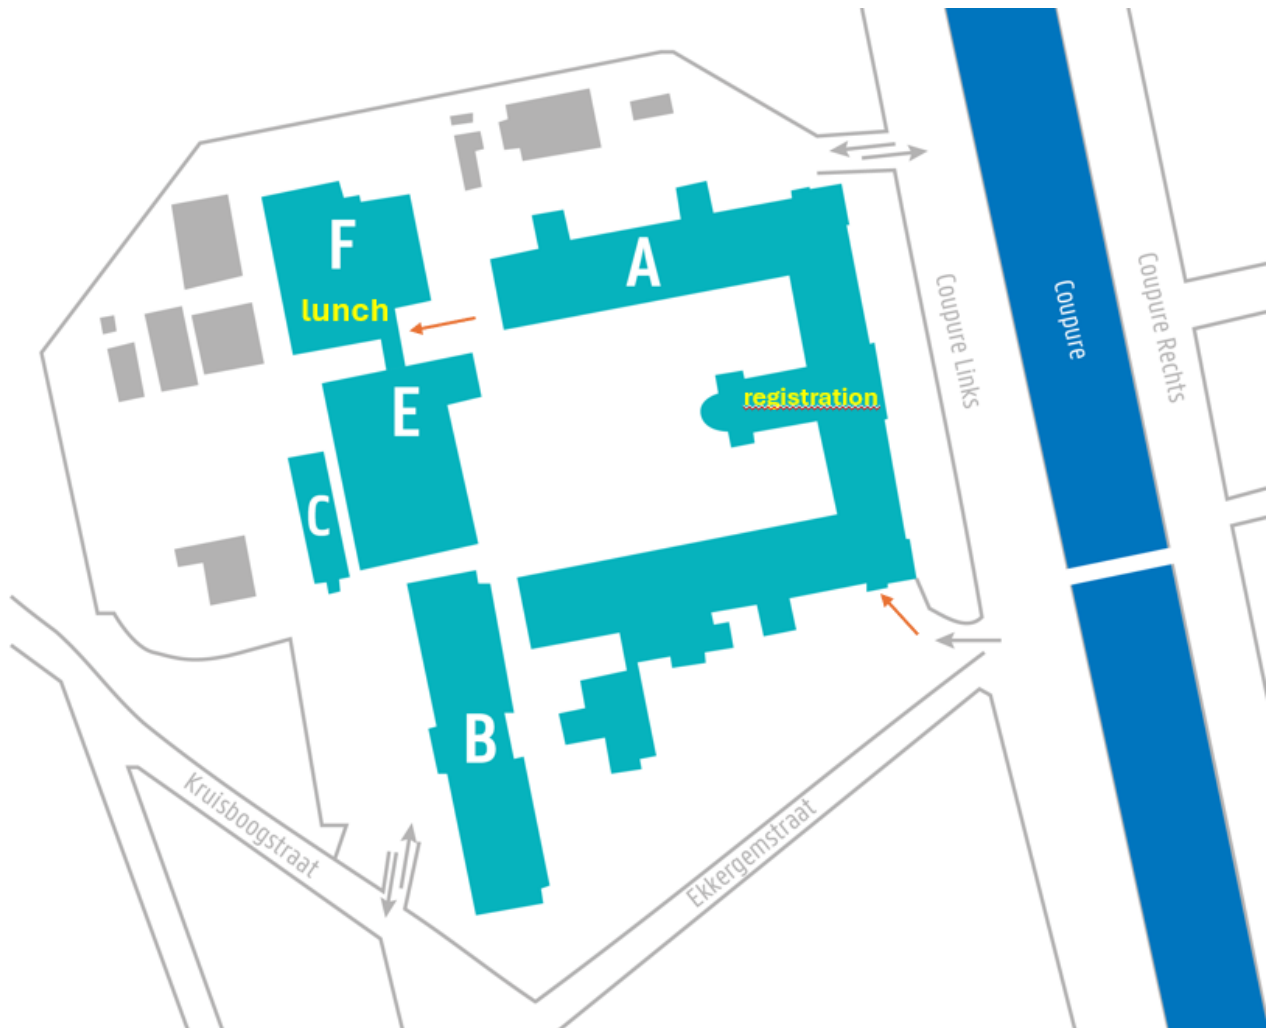 F
A
lunch
registration
E
C
B
Coupure Links
Coupure
Coupure Rechts
Kruisboogstraat
Ekkergemstraat